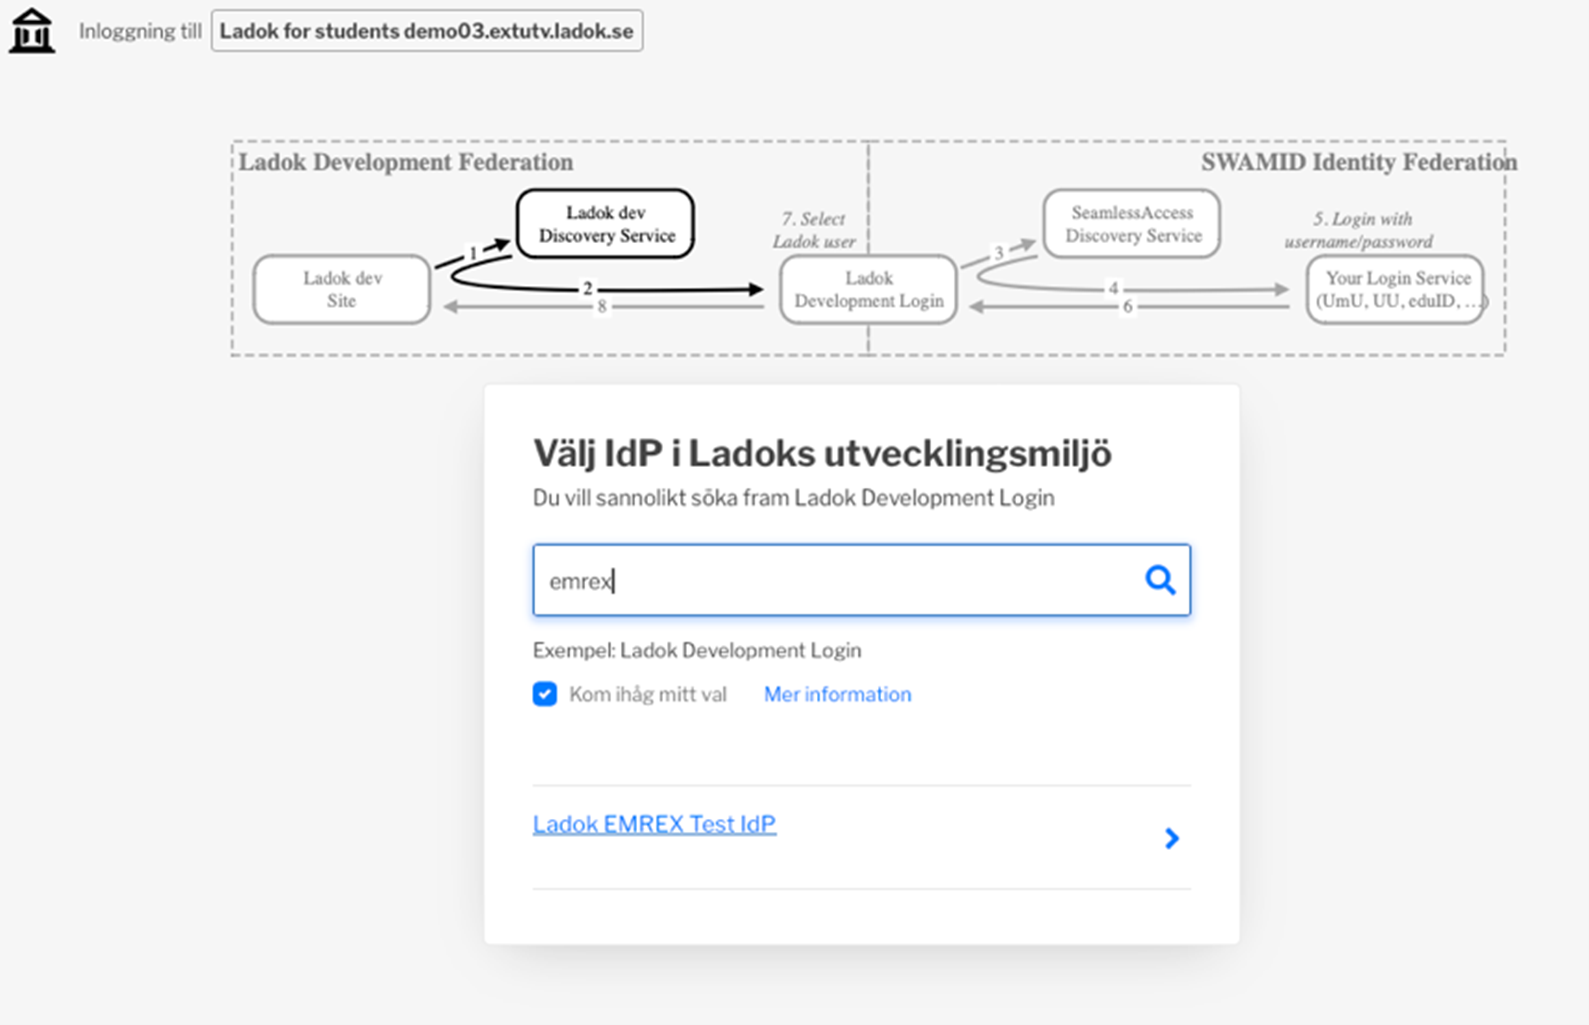 Inloggning till Ladok for students demo03.extutv.ladok.se
Ladok Development Federation
SWAMID Identity Federation
Ladok dev
Discovery Service
7. Select
Ladok user
SeamlessAccess
Discovery Service
5. Login with
username/password
1
3
Ladok dev
Site
2
8
Ladok
Development Login
4
6
Your Login Service
(UmU, UU, eduID, ...)
Välj IdP i Ladoks utvecklingsmiljö
Du vill sannolikt söka fram Ladok Development Login
emrex
Exempel: Ladok Development Login
Kom ihåg mitt val Mer information
Ladok EMREX Test IdP